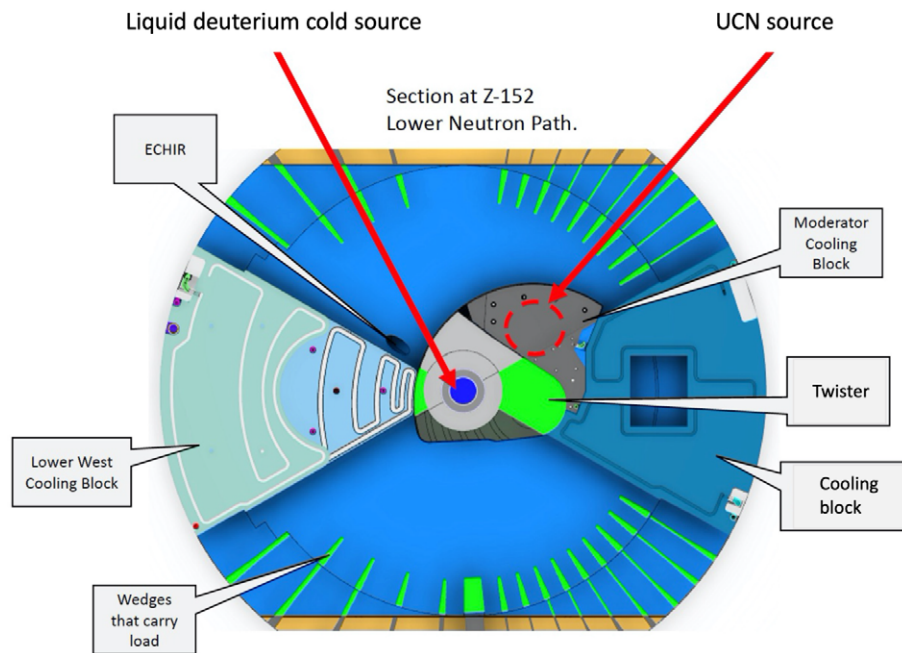 Liquid deuterium cold source
UCN source
Section at Z-152
Lower Neutron Path.
ECHIR
Moderator
Cooling
Block
Twister
Lower West
Cooling Block
Cooling
block
Wedges
that carry
load